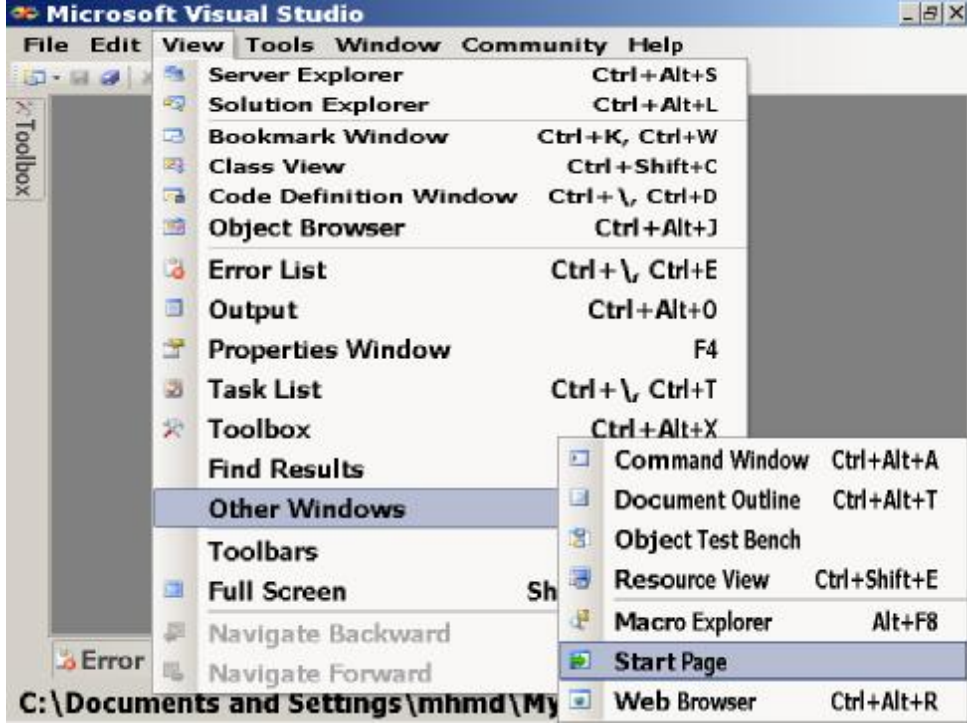 Microsoft Visual Studio
File Edit View Tools Window Community Help
Toolbox
Server Explorer Ctrl+Alt+S
Solution Explorer Ctrl+Alt+L
Bookmark Window Ctrl+K, Ctrl+W
Class View Ctrl+Shift+C
Code Definition Window Ctrl+\, Ctrl+D
Object Browser Ctrl+Alt+J
Error List Ctrl+\, Ctrl+E
Output Ctrl+Alt+O
Properties Window F4
Task List Ctrl+\, Ctrl+T
Toolbox Ctrl+Alt+X
Find Results
Other Windows
Toolbars
Full Screen Sh
Navigate Backward
Navigate Forward
Command Window Ctrl+Alt+A
Document Outline Ctrl+Alt+T
Object Test Bench
Resource View Ctrl+Shift+E
Macro Explorer Alt+F8
Start Page
Web Browser Ctrl+Alt+R
Error
C:\Documents and Settings\mhmd\My